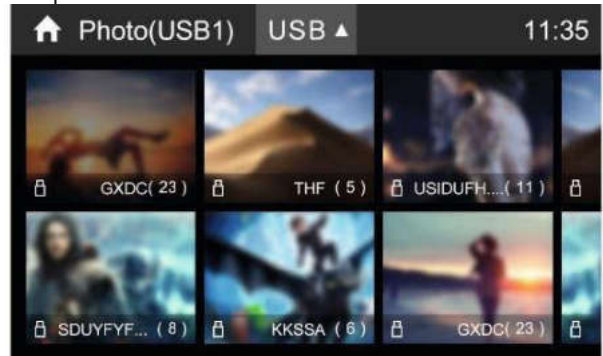 Photo(USB1) USB ▲ 11:35
GXDC( 23 ) THF ( 5 ) USIDUFH....( 11 )
SDUYFYF... ( 8 ) KKSSA ( 6 ) GXDC( 23 )